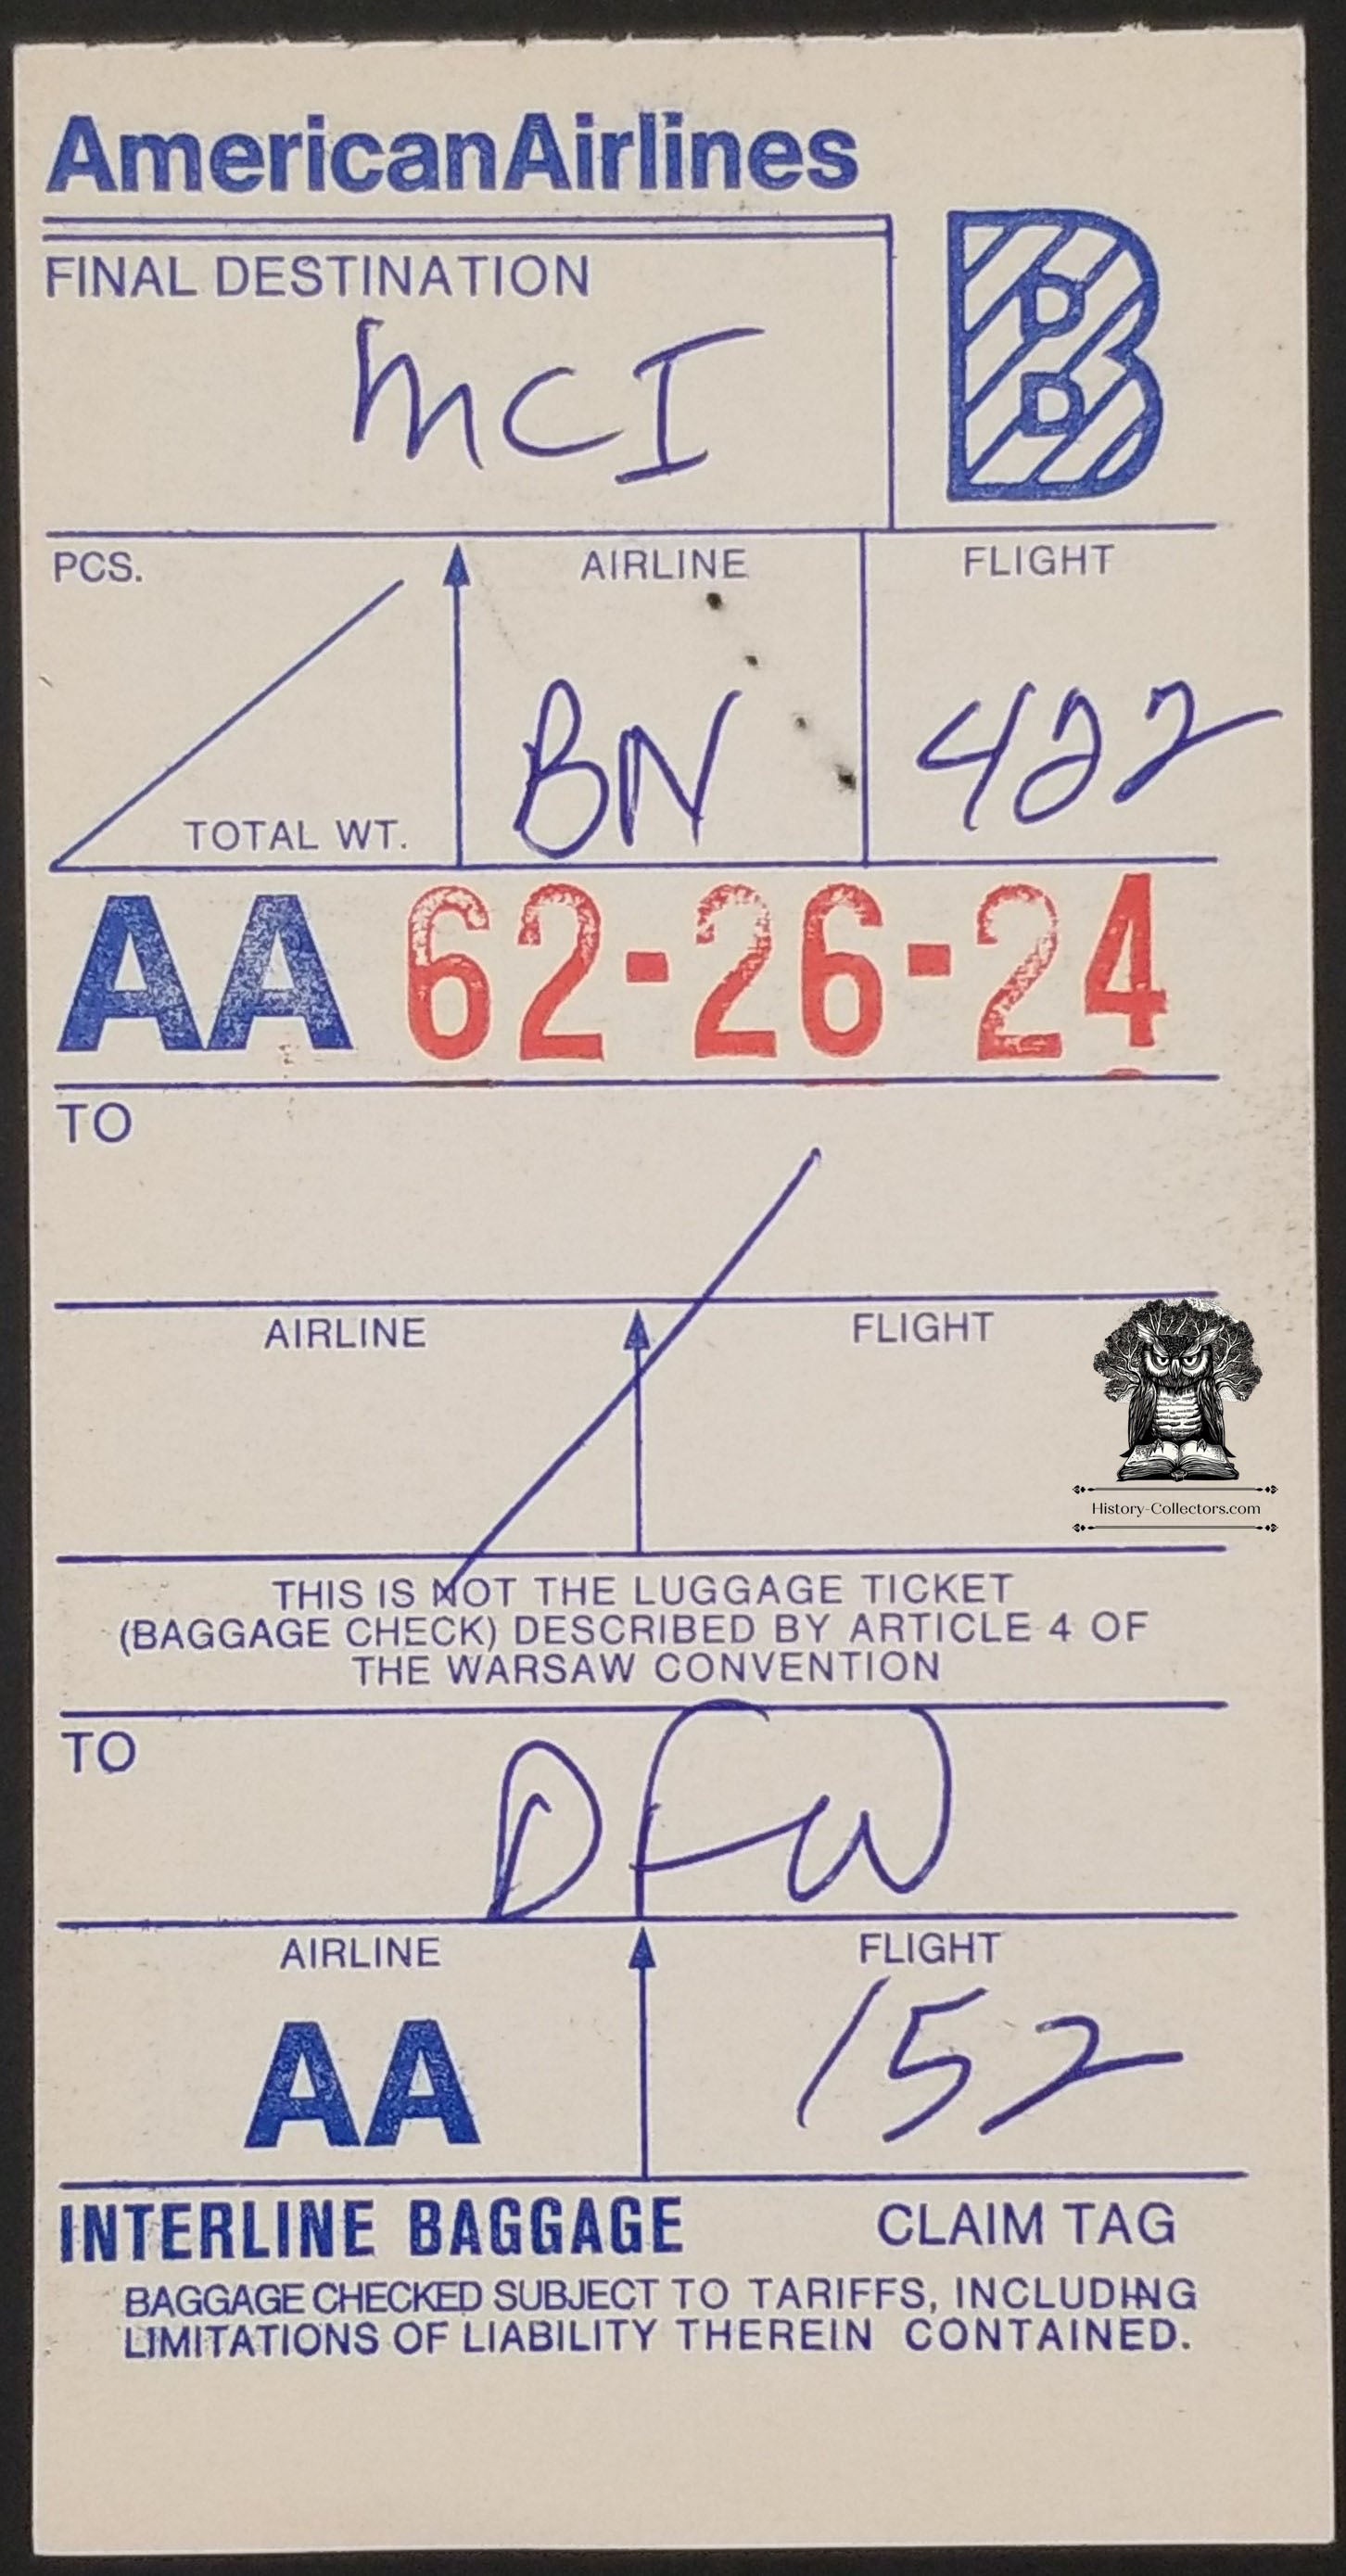 AmericanAirlines
B
FINAL DESTINATION
MCI
PCS. AIRLINE FLIGHT
BN 422
TOTAL WT.
AA 62-26-24
TO
AIRLINE FLIGHT
History-Collectors.com
THIS IS NOT THE LUGGAGE TICKET
(BAGGAGE CHECK) DESCRIBED BY ARTICLE 4 OF
THE WARSAW CONVENTION
TO
DFW
AIRLINE FLIGHT
AA 152
INTERLINE BAGGAGE CLAIM TAG
BAGGAGE CHECKED SUBJECT TO TARIFFS, INCLUDING
LIMITATIONS OF LIABILITY THEREIN CONTAINED.